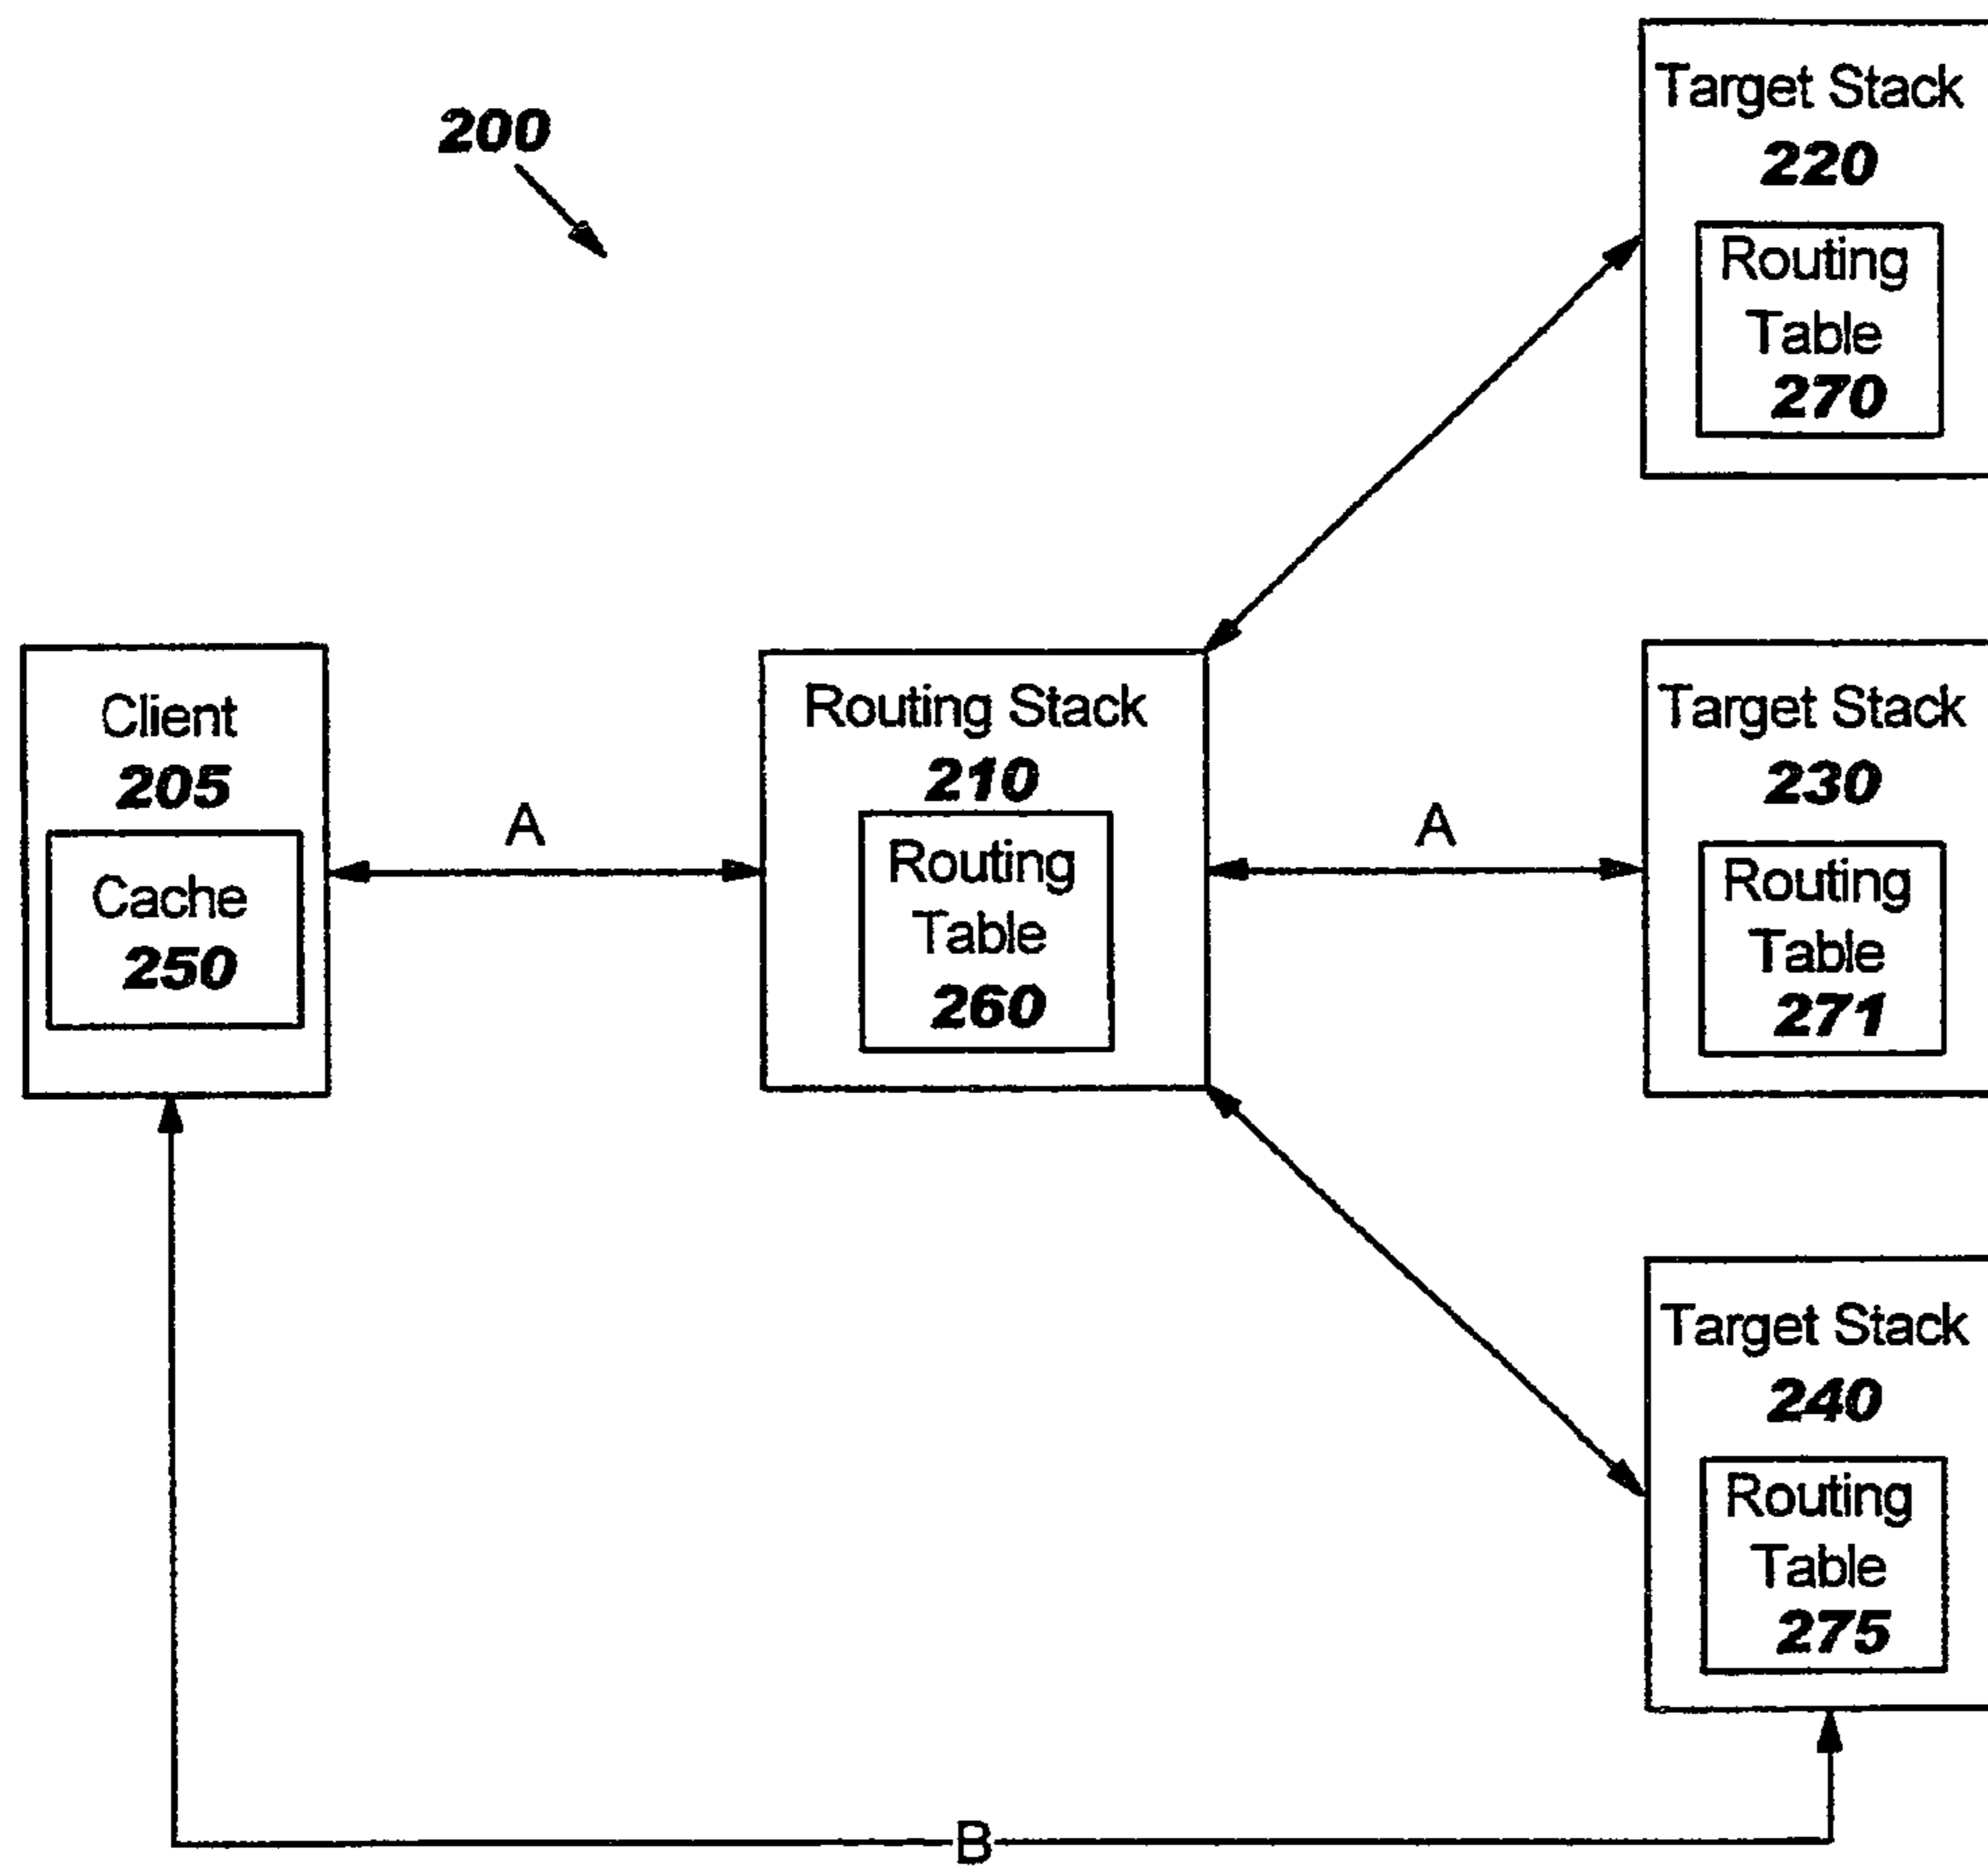 200
Target Stack
220
Routing
Table
270
Client
205
Cache
250
A
Routing Stack
210
Routing
Table
260
A
Target Stack
230
Routing
Table
271
Target Stack
240
Routing
Table
275
B